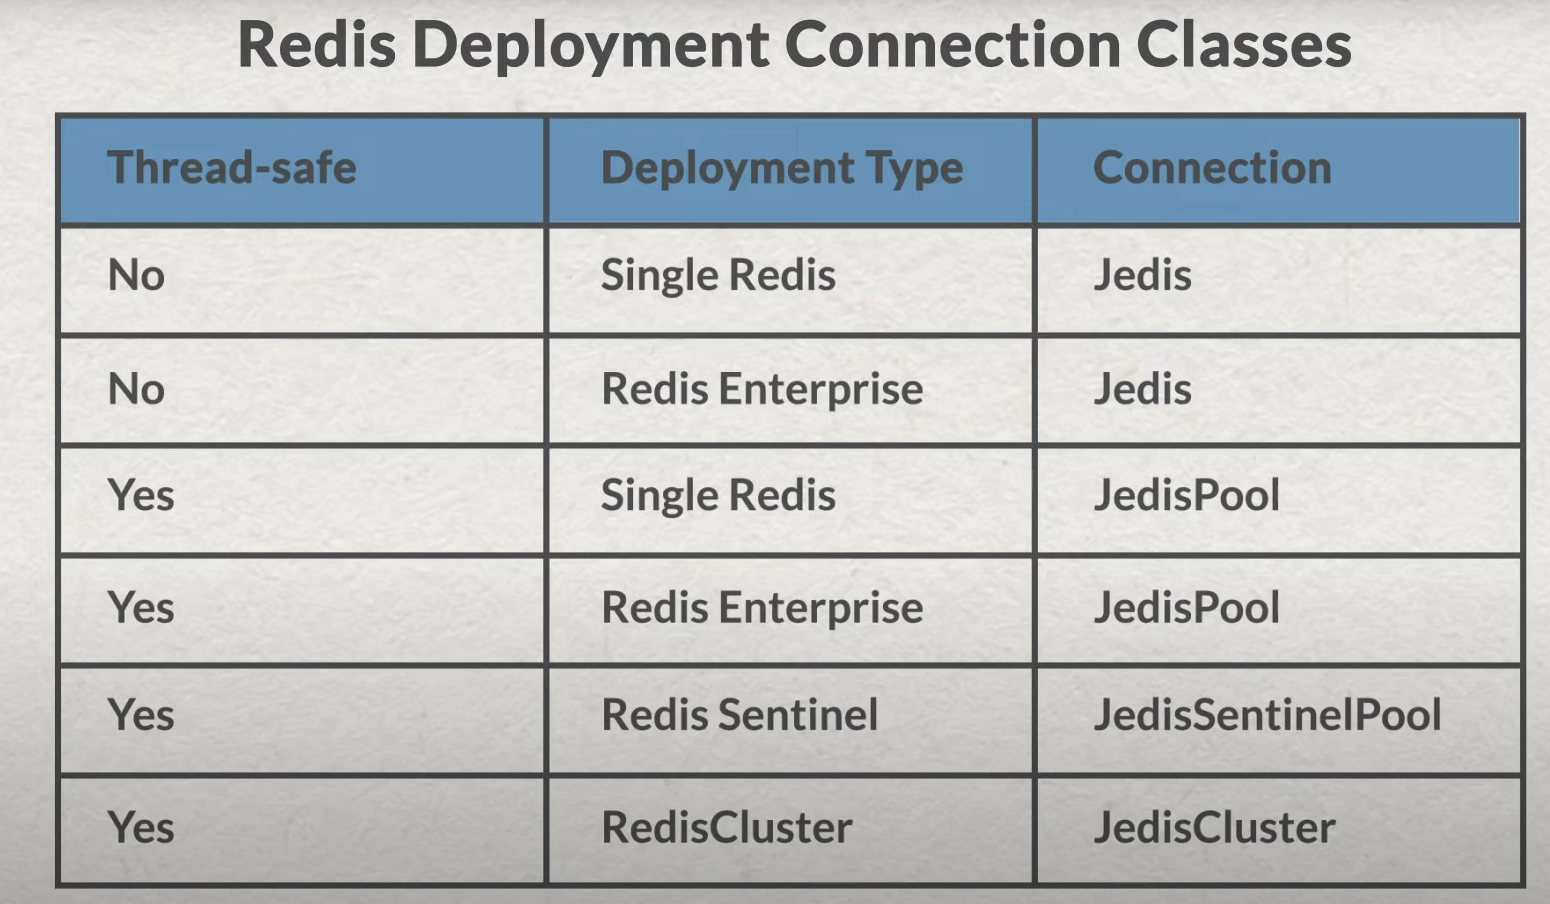 Redis Deployment Connection Classes
Thread-safe Deployment Type Connection
No Single Redis Jedis
No Redis Enterprise Jedis
Yes Single Redis JedisPool
Yes Redis Enterprise JedisPool
Yes Redis Sentinel JedisSentinelPool
Yes RedisCluster JedisCluster